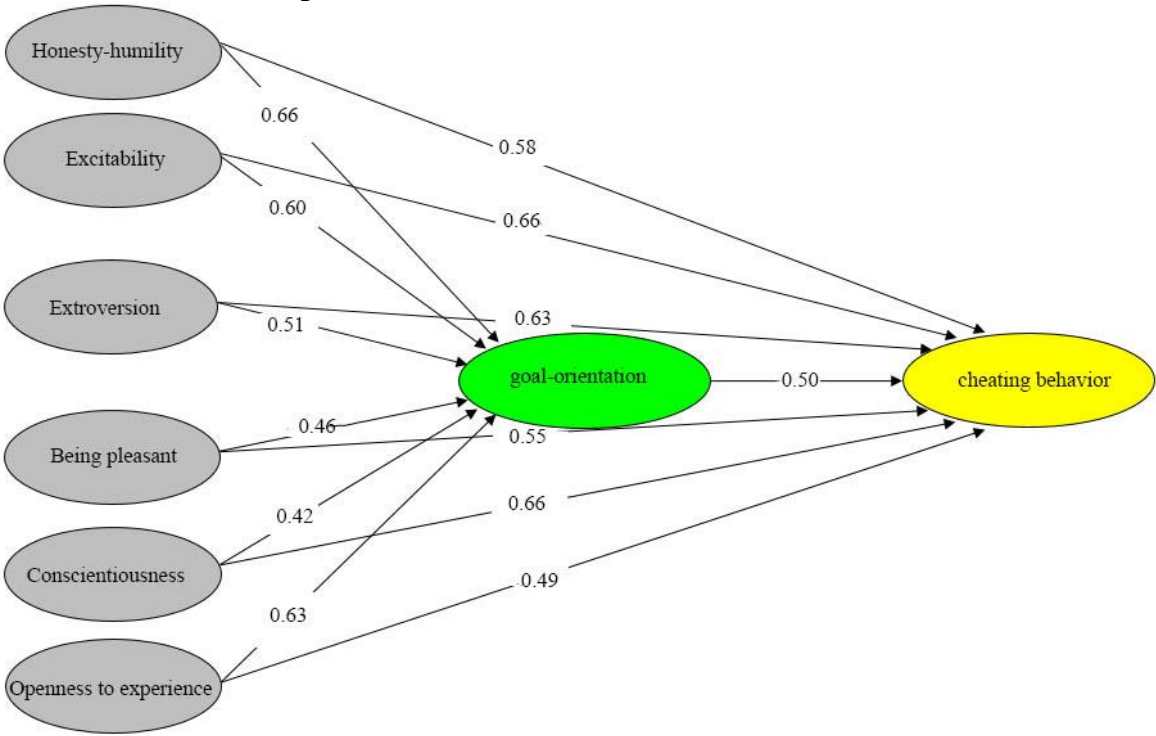 Honesty-humility
0.66
0.58
Excitability
0.60
0.66
Extroversion
0.51
0.63
goal-orientation
0.50
cheating behavior
Being pleasant
0.46
0.55
Conscientiousness
0.42
0.66
Openness to experience
0.63
0.49